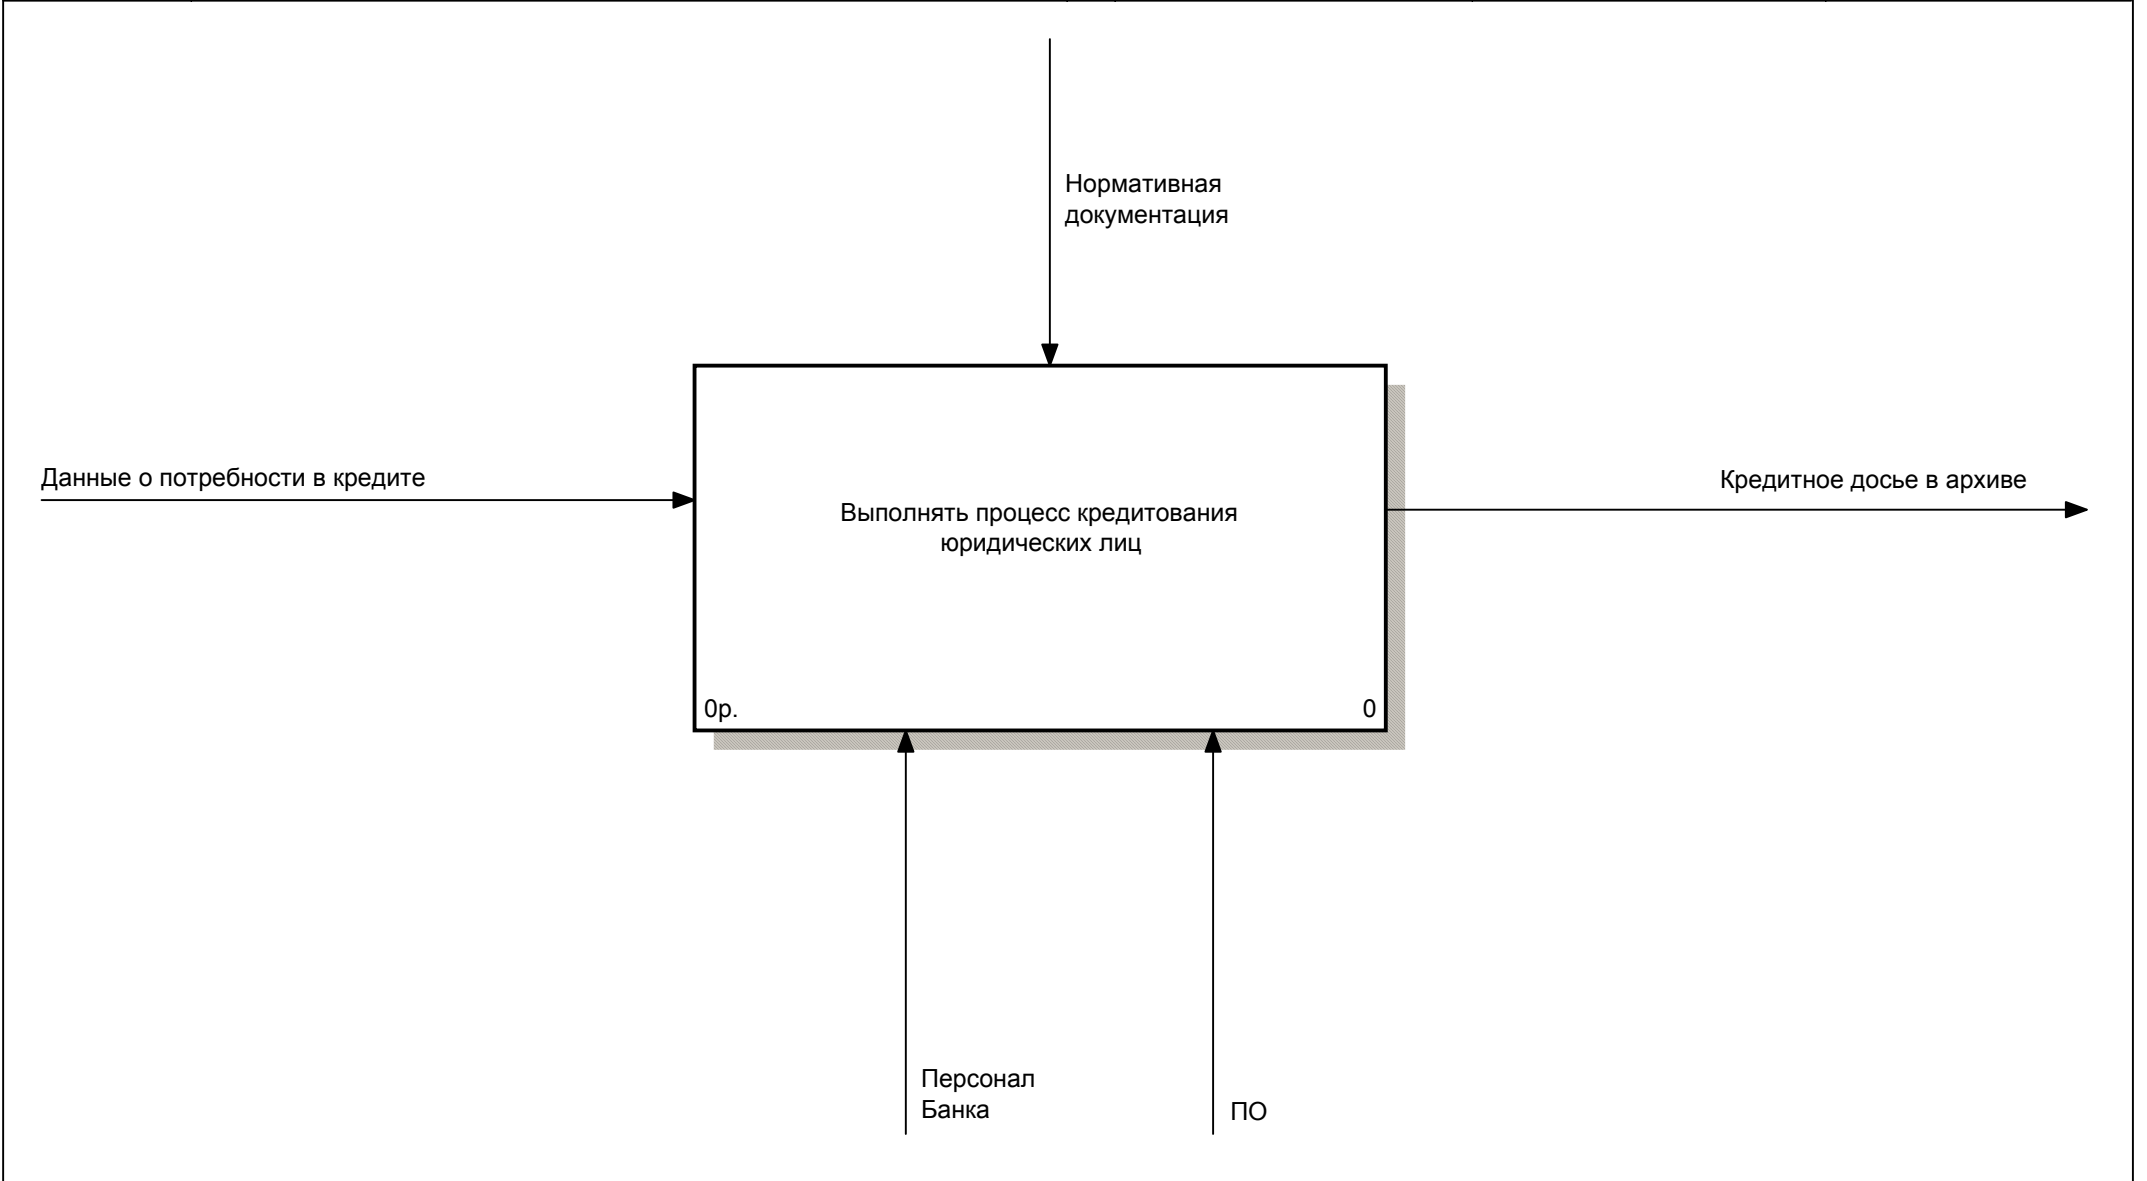 Нормативная
документация
Данные о потребности в кредите
Кредитное досье в архиве
Выполнять процесс кредитования
юридических лиц
0р.
0
Персонал
Банка
ПО